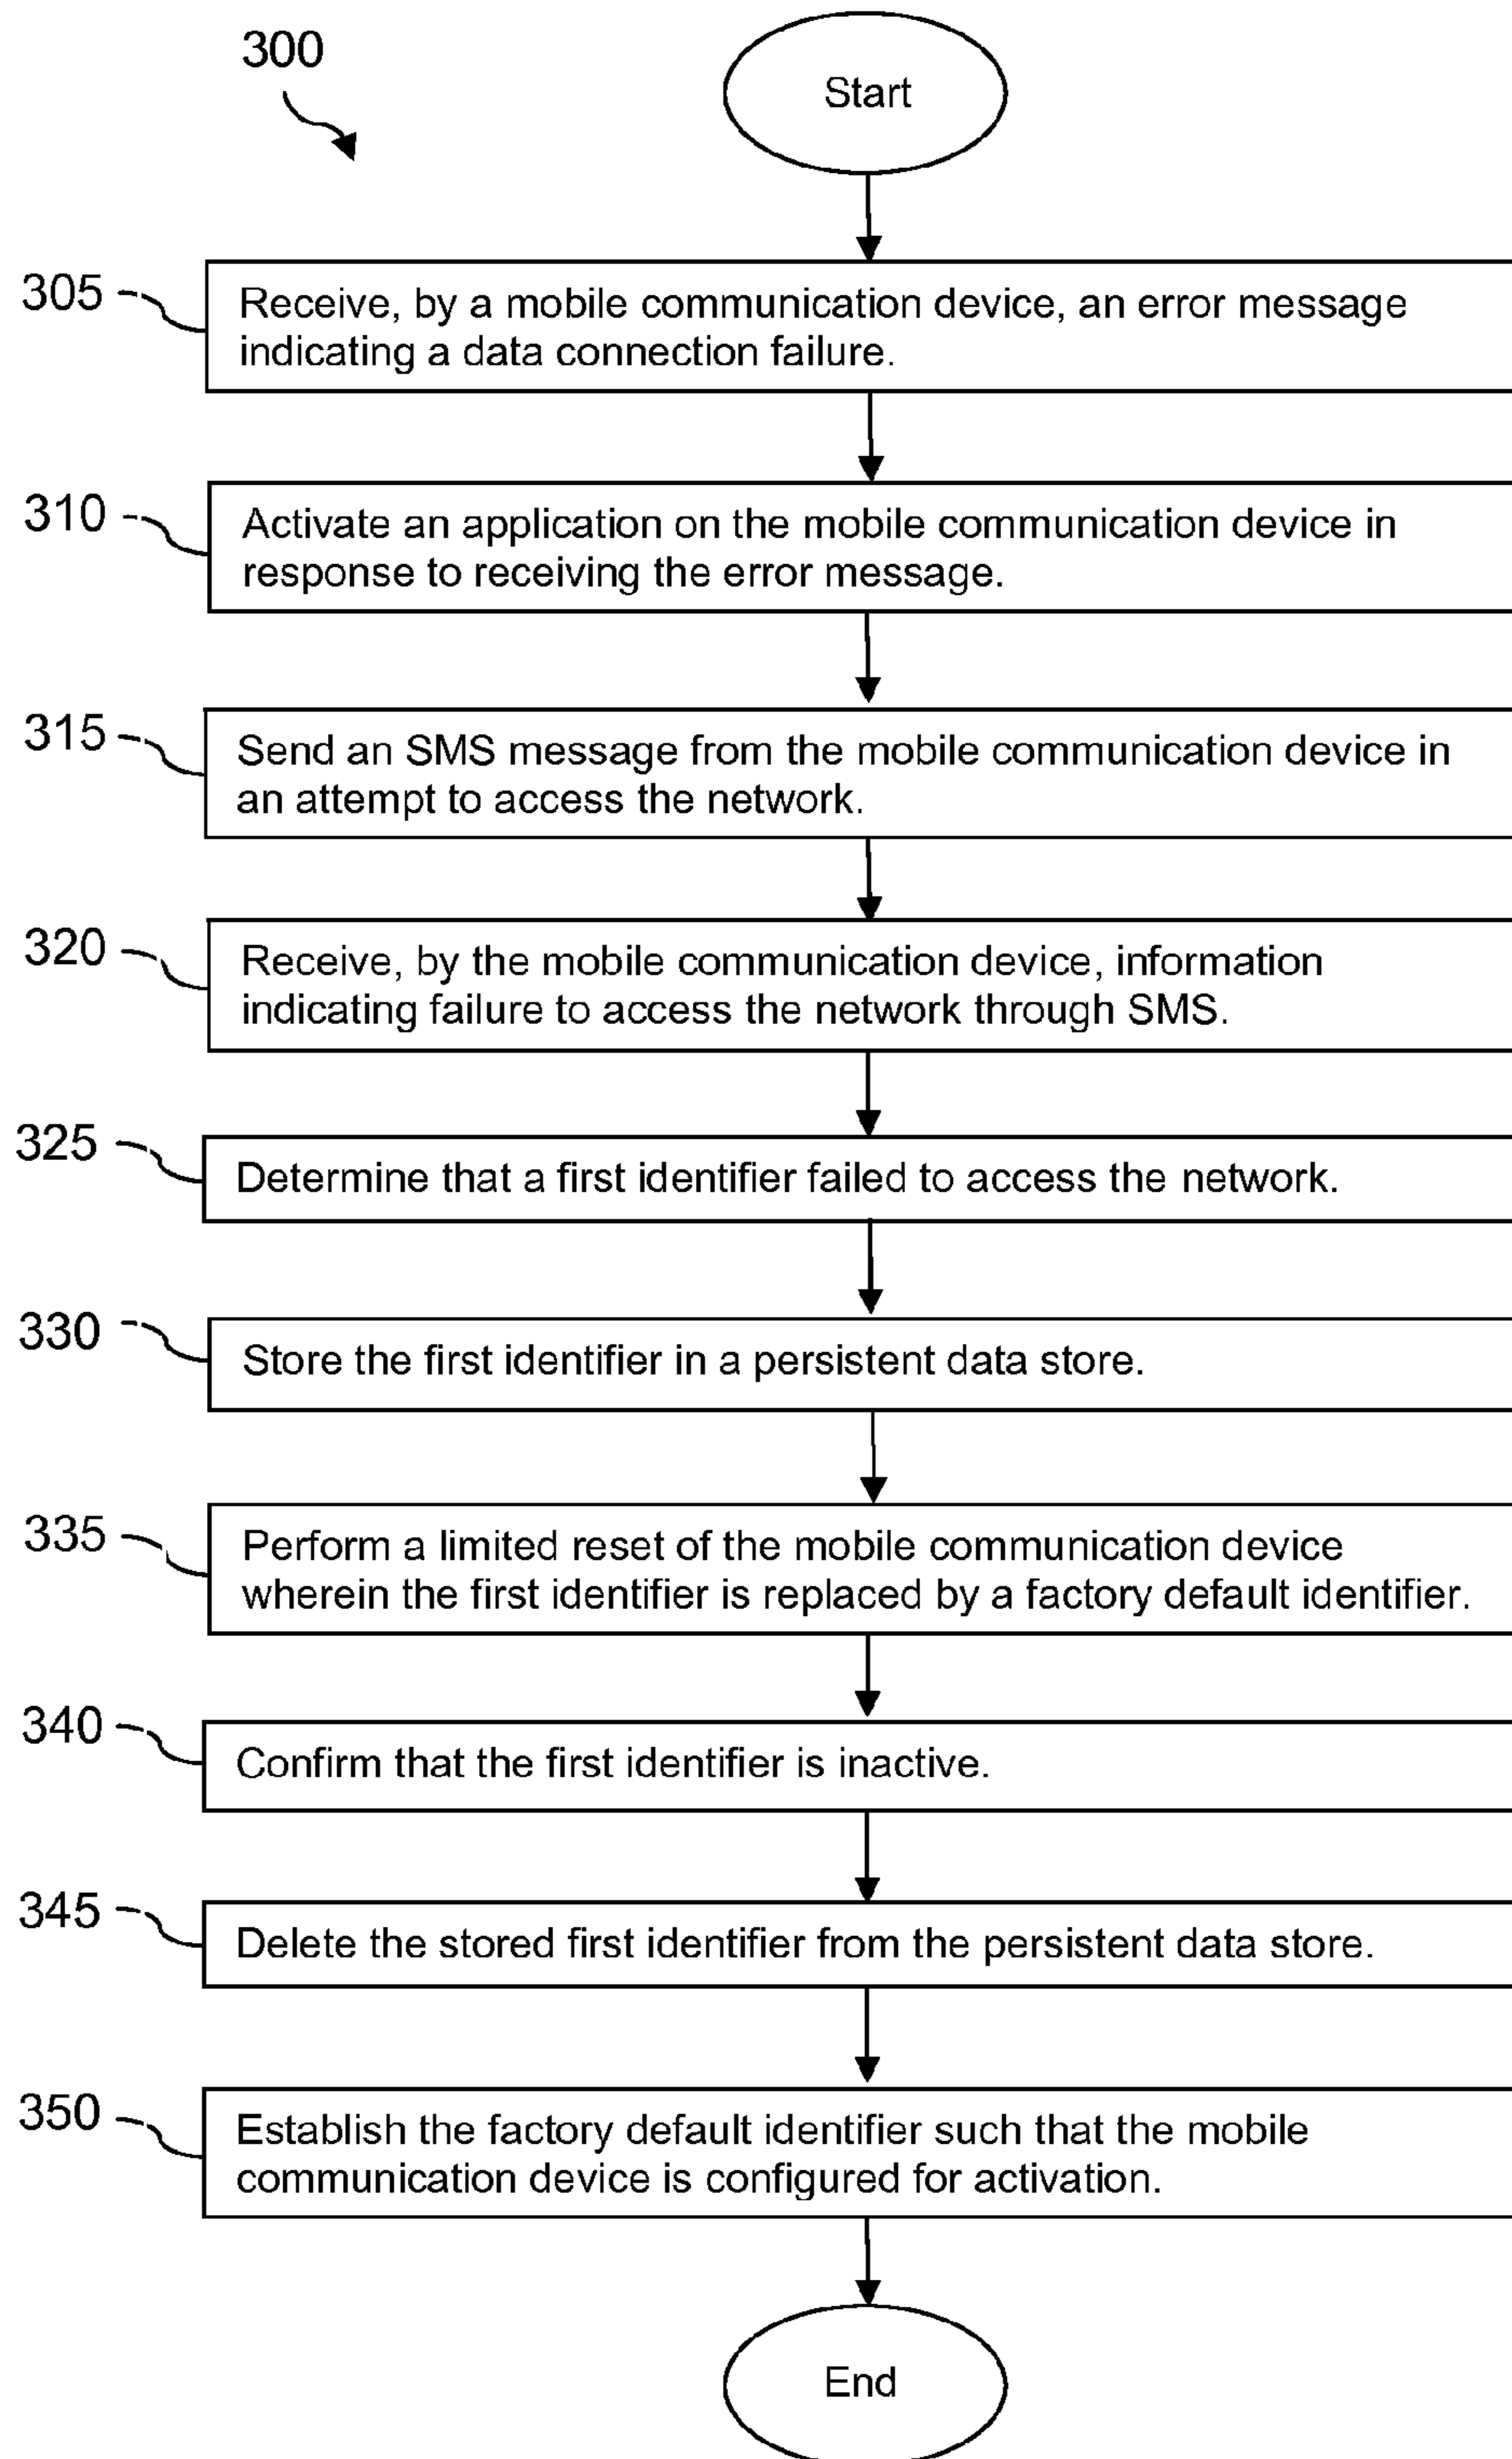 300
Start
305
Receive, by a mobile communication device, an error message
indicating a data connection failure.
310
Activate an application on the mobile communication device in
response to receiving the error message.
315
Send an SMS message from the mobile communication device in
an attempt to access the network.
320
Receive, by the mobile communication device, information
indicating failure to access the network through SMS.
325
Determine that a first identifier failed to access the network.
330
Store the first identifier in a persistent data store.
335
Perform a limited reset of the mobile communication device
wherein the first identifier is replaced by a factory default identifier.
340
Confirm that the first identifier is inactive.
345
Delete the stored first identifier from the persistent data store.
350
Establish the factory default identifier such that the mobile
communication device is configured for activation.
End